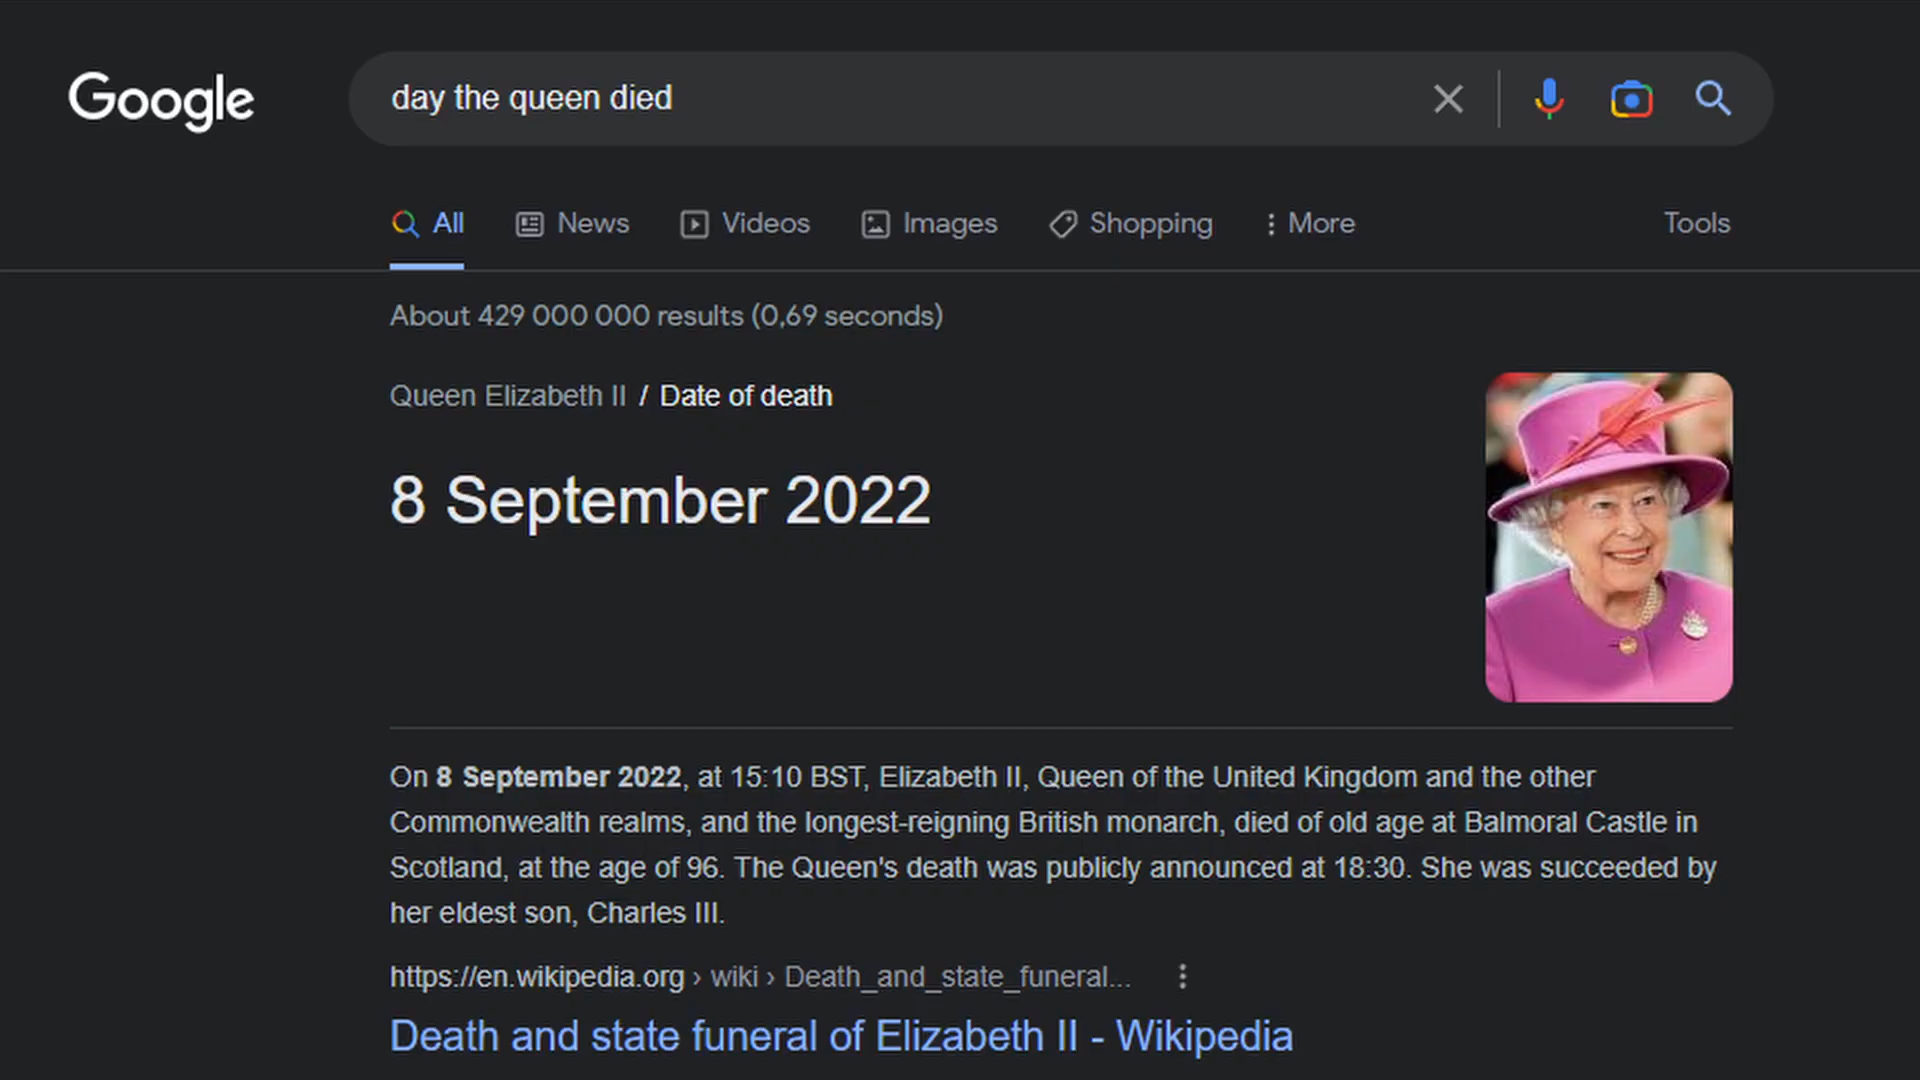 Google
day the queen died
All News Videos Images Shopping More Tools
About 429 000 000 results (0,69 seconds)
Queen Elizabeth II / Date of death
8 September 2022
On 8 September 2022, at 15:10 BST, Elizabeth II, Queen of the United Kingdom and the other
Commonwealth realms, and the longest-reigning British monarch, died of old age at Balmoral Castle in
Scotland, at the age of 96. The Queen's death was publicly announced at 18:30. She was succeeded by
her eldest son, Charles III.
https://en.wikipedia.org › wiki › Death_and_state_funeral...
Death and state funeral of Elizabeth II - Wikipedia